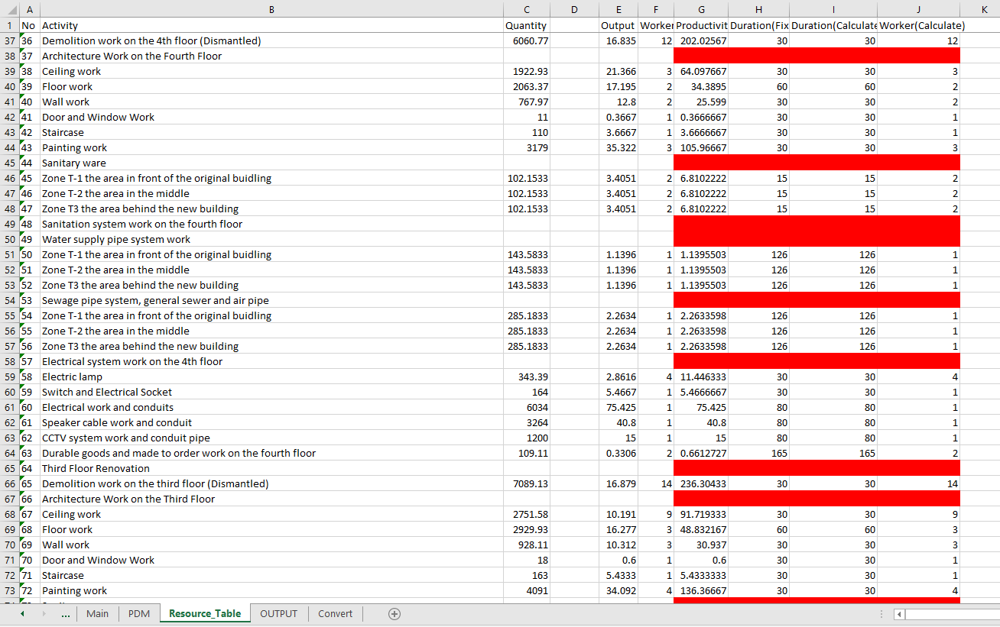 A B C D E F G H I J K
1 No Activity Quantity Output Worker Productivit Duration(Fix Duration(Calculate Worker(Calculate)
37 36 Demolition work on the 4th floor (Dismantled) 6060.77 16.835 12 202.02567 30 30 12
38 37 Architecture Work on the Fourth Floor
39 38 Ceiling work 1922.93 21.366 3 64.097667 30 30 3
40 39 Floor work 2063.37 17.195 2 34.3895 60 60 2
41 40 Wall work 767.97 12.8 2 25.599 30 30 2
42 41 Door and Window Work 11 0.3667 1 0.3666667 30 30 1
43 42 Staircase 110 3.6667 1 3.6666667 30 30 1
44 43 Painting work 3179 35.322 3 105.96667 30 30 3
45 44 Sanitary ware
46 45 Zone T-1 the area in front of the original buidling 102.1533 3.4051 2 6.8102222 15 15 2
47 46 Zone T-2 the area in the middle 102.1533 3.4051 2 6.8102222 15 15 2
48 47 Zone T3 the area behind the new building 102.1533 3.4051 2 6.8102222 15 15 2
49 48 Sanitation system work on the fourth floor
50 49 Water supply pipe system work
51 50 Zone T-1 the area in front of the original buidling 143.5833 1.1396 1 1.1395503 126 126 1
52 51 Zone T-2 the area in the middle 143.5833 1.1396 1 1.1395503 126 126 1
53 52 Zone T3 the area behind the new building 143.5833 1.1396 1 1.1395503 126 126 1
54 53 Sewage pipe system, general sewer and air pipe
55 54 Zone T-1 the area in front of the original buidling 285.1833 2.2634 1 2.2633598 126 126 1
56 55 Zone T-2 the area in the middle 285.1833 2.2634 1 2.2633598 126 126 1
57 56 Zone T3 the area behind the new building 285.1833 2.2634 1 2.2633598 126 126 1
58 57 Electrical system work on the 4th floor
59 58 Electric lamp 343.39 2.8616 4 11.446333 30 30 4
60 59 Switch and Electrical Socket 164 5.4667 1 5.4666667 30 30 1
61 60 Electrical work and conduits 6034 75.425 1 75.425 80 80 1
62 61 Speaker cable work and conduit 3264 40.8 1 40.8 80 80 1
63 62 CCTV system work and conduit pipe 1200 15 1 15 80 80 1
64 63 Durable goods and made to order work on the fourth floor 109.11 0.3306 2 0.6612727 165 165 2
65 64 Third Floor Renovation
66 65 Demolition work on the third floor (Dismantled) 7089.13 16.879 14 236.30433 30 30 14
67 66 Architecture Work on the Third Floor
68 67 Ceiling work 2751.58 10.191 9 91.719333 30 30 9
69 68 Floor work 2929.93 16.277 3 48.832167 60 60 3
70 69 Wall work 928.11 10.312 3 30.937 30 30 3
71 70 Door and Window Work 18 0.6 1 0.6 30 30 1
72 71 Staircase 163 5.4333 1 5.4333333 30 30 1
73 72 Painting work 4091 34.092 4 136.36667 30 30 4
... Main PDM Resource_Table OUTPUT Convert